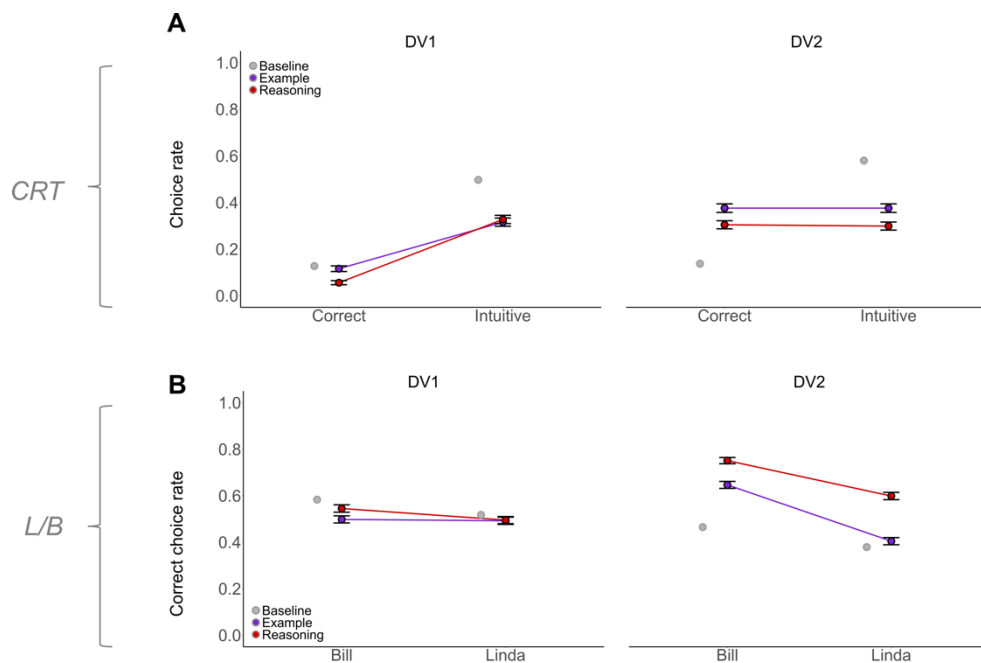 A
DV1
DV2
1.0
0.8
0.6
0.4
0.2
0.0
Choice rate
Baseline
Example
Reasoning
CRT
Correct
Intuitive
Correct
Intuitive
B
DV1
DV2
1.0
0.8
0.6
0.4
0.2
0.0
Correct choice rate
L/B
Baseline
Example
Reasoning
Bill
Linda
Bill
Linda